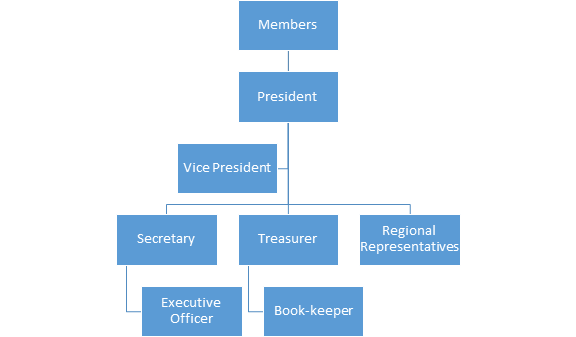 Members
President
Vice President
Secretary
Treasurer
Regional
Representatives
Executive
Officer
Book-keeper